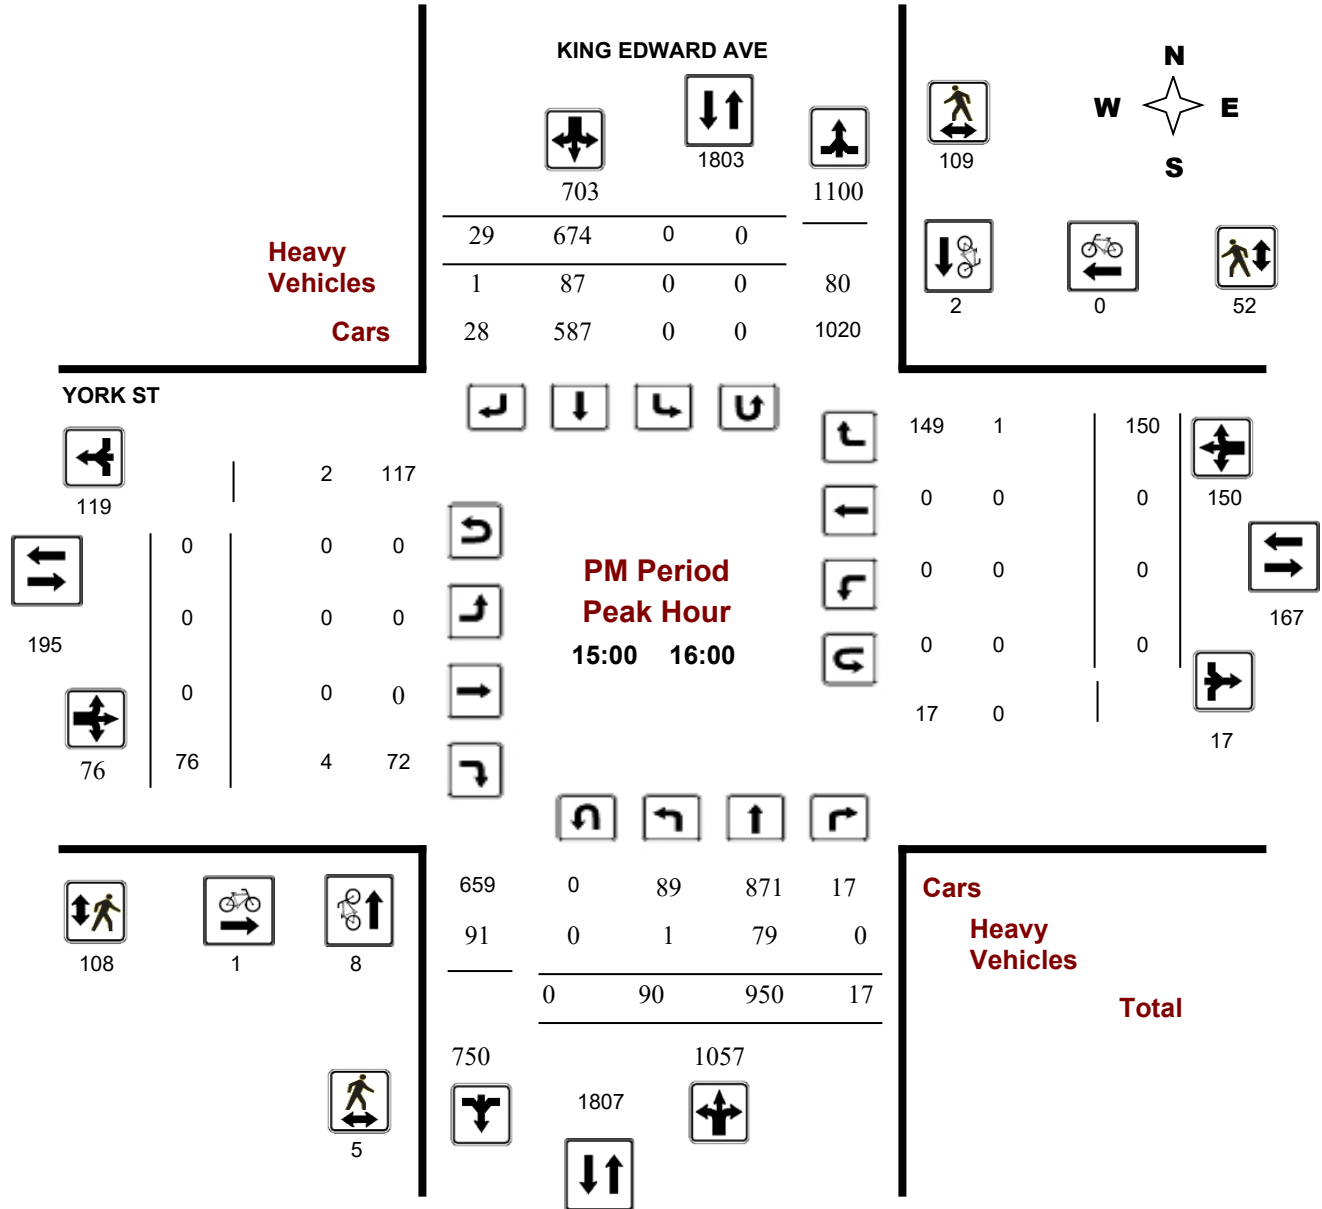 KING EDWARD AVE
N
W E
S
1803
109
703 1100
29 674 0 0
Heavy
Vehicles
1 87 0 0 80
2 0 52
Cars 28 587 0 0 1020
YORK ST
149 1 150
2 117
119
0 0 0 150
0 0 0
PM Period
0 0 0
Peak Hour
0 0 0
167
195
15:00 16:00
0 0 0
0 0 0
17 0
17
76 76 4 72
659 0 89 871 17 Cars
91 0 1 79 0 Heavy
Vehicles
108 1 8
0 90 950 17 Total
750 1057
1807
5